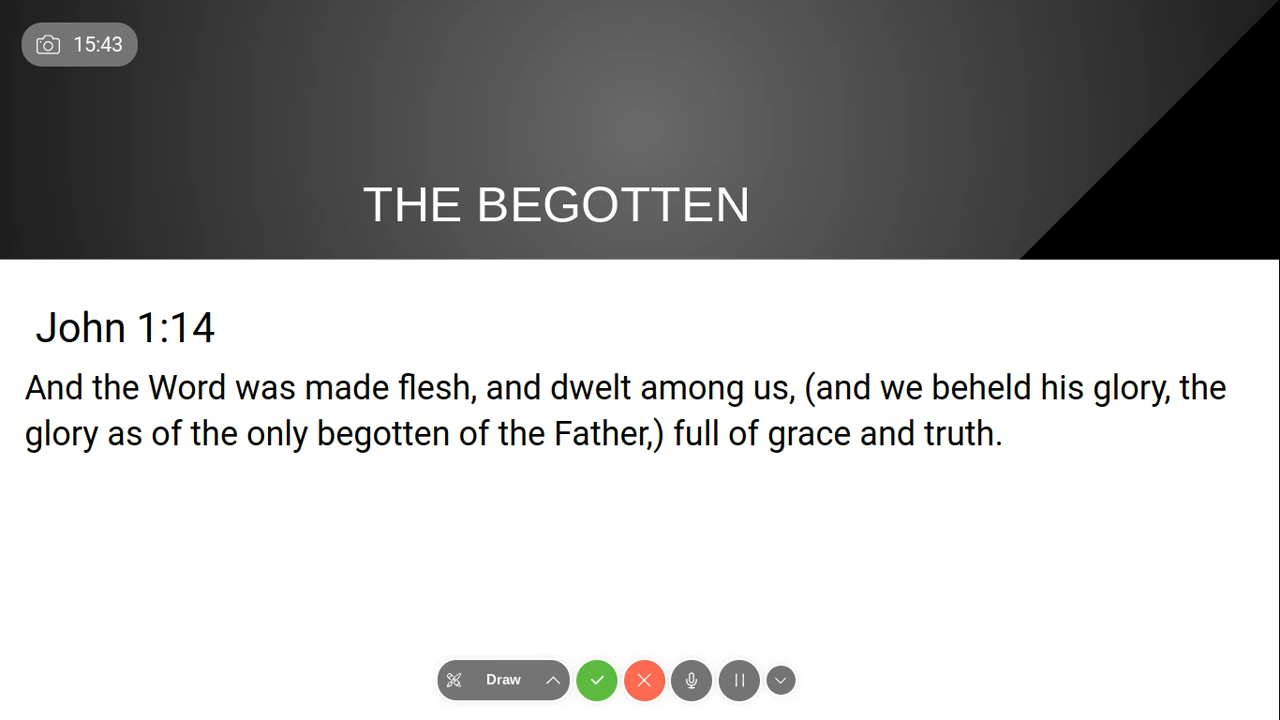 15:43
THE BEGOTTEN
John 1:14
And the Word was made flesh, and dwelt among us, (and we beheld his glory, the
glory as of the only begotten of the Father,) full of grace and truth.
Draw